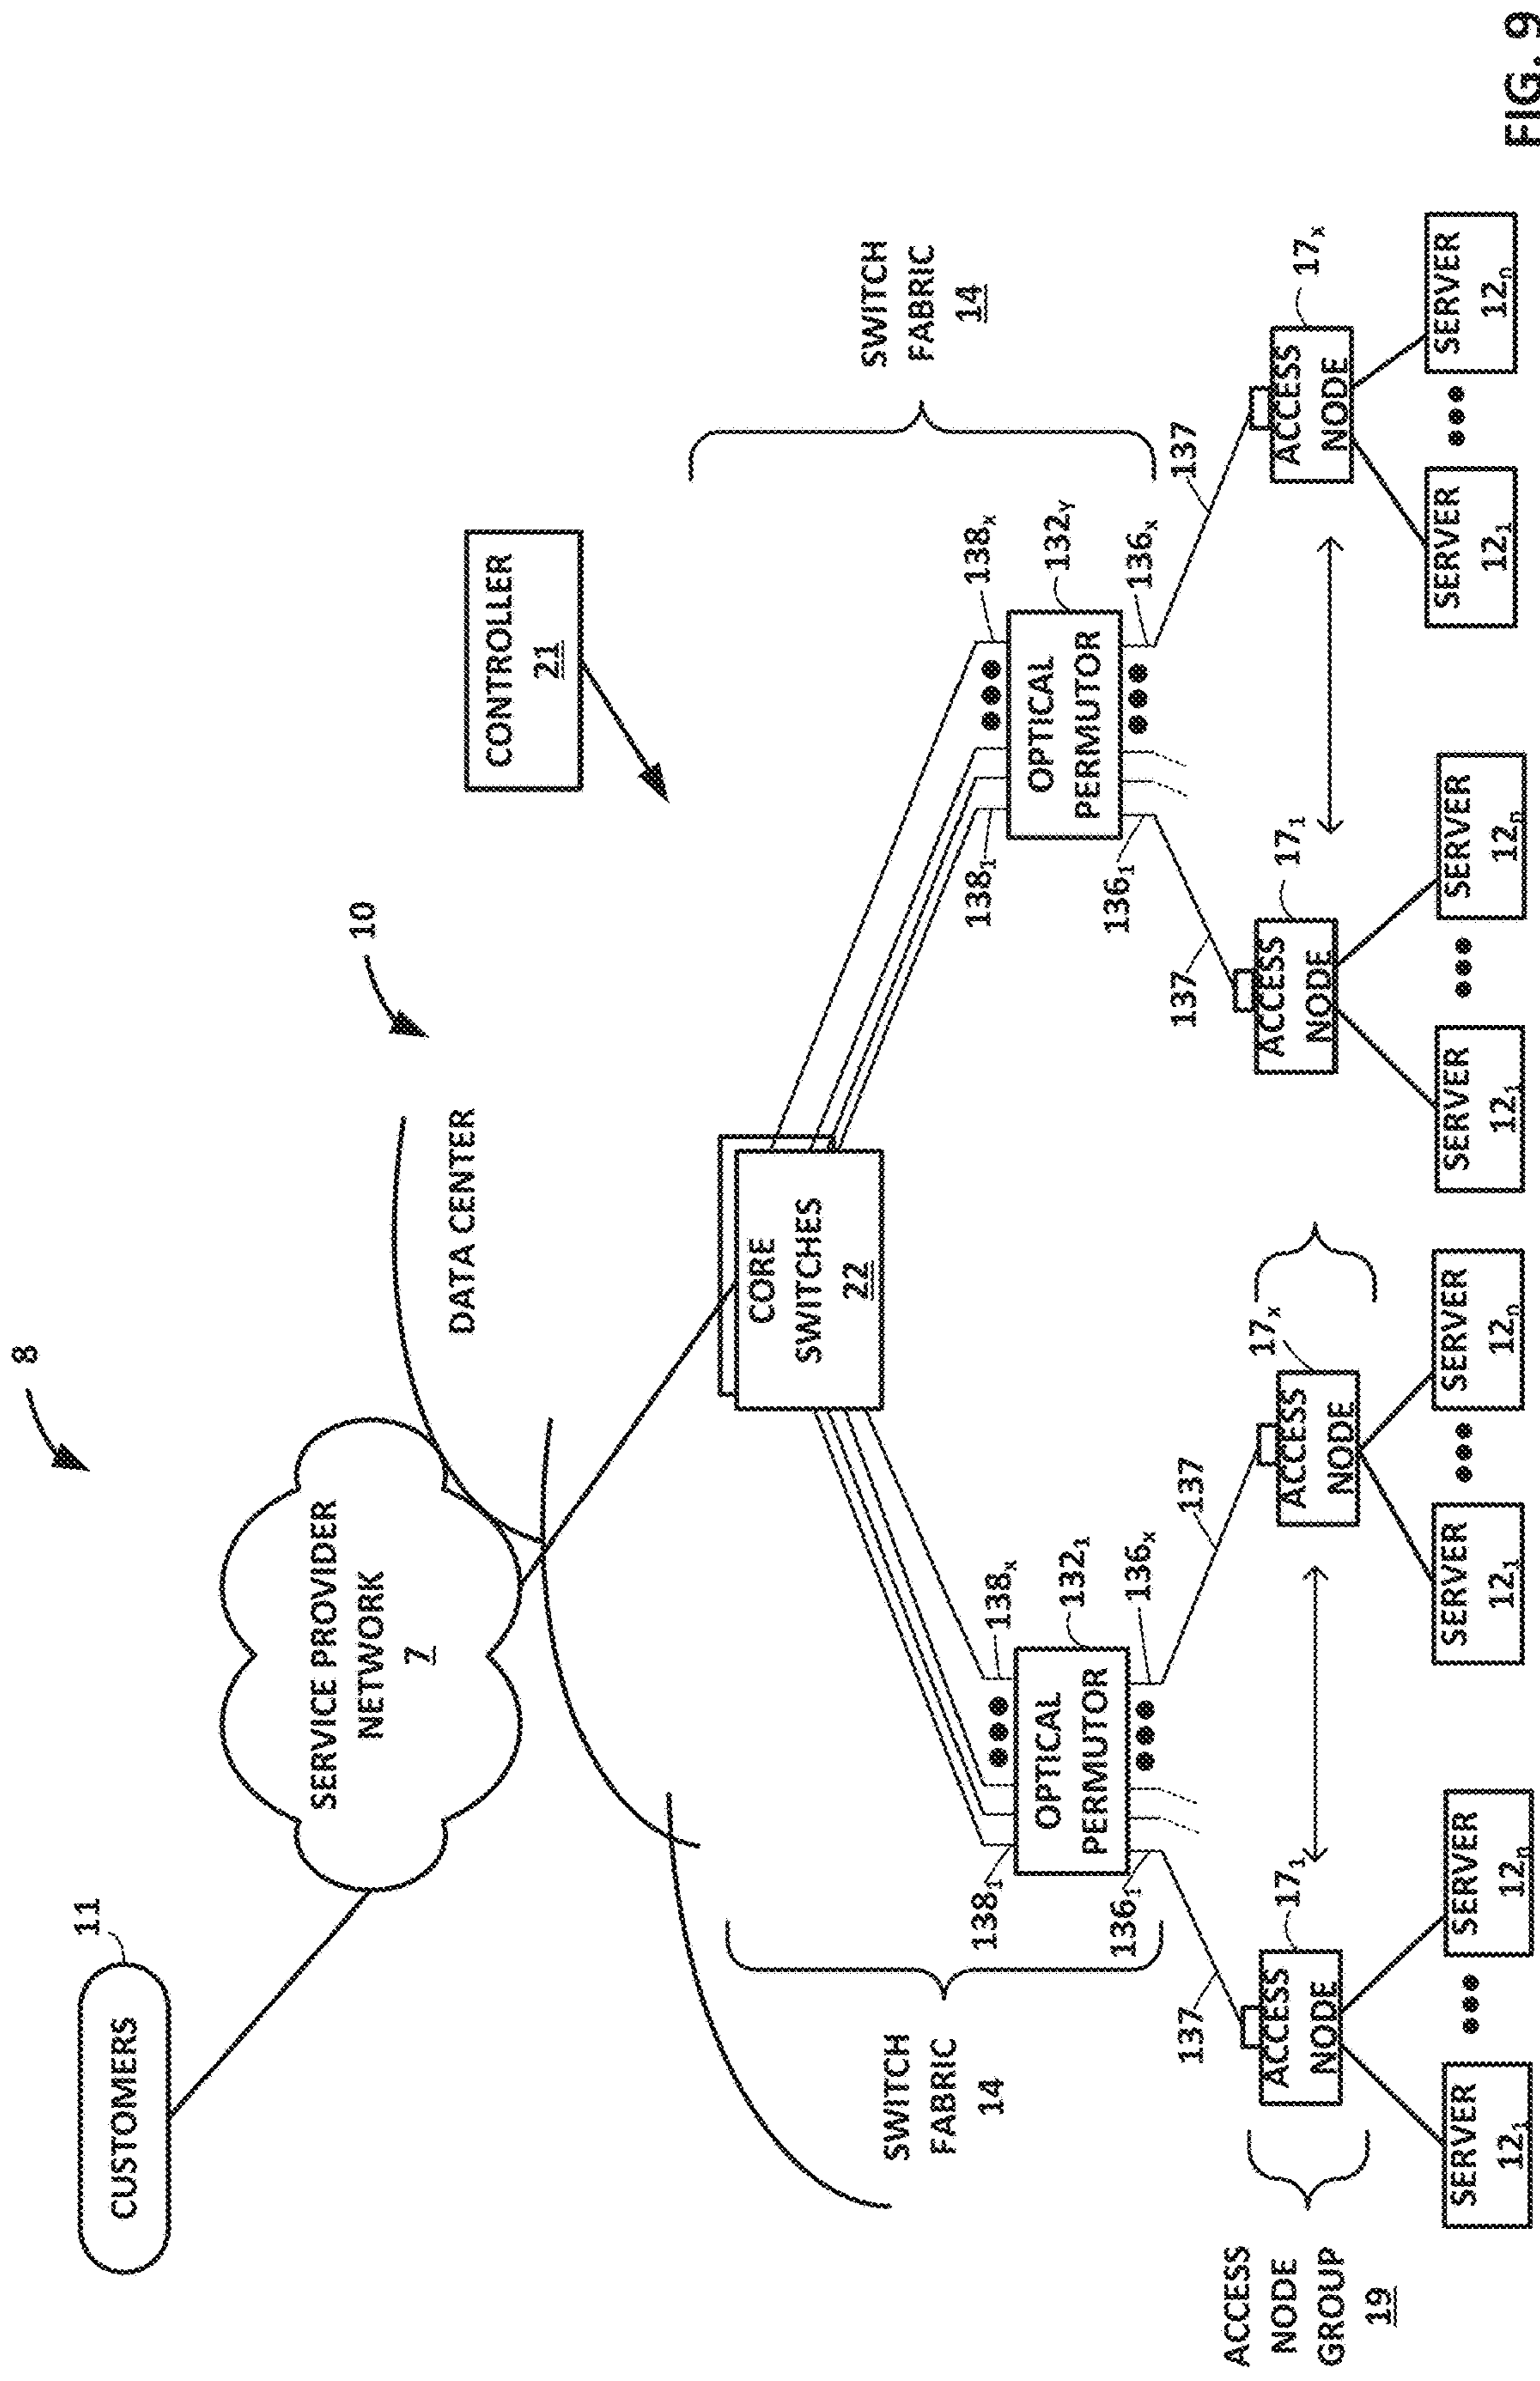 8
CUSTOMERS
11
SERVICE PROVIDER
NETWORK
7
DATA CENTER
10
CONTROLLER
21
CORE
SWITCHES
22
SWITCH
FABRIC
14
SWITCH
FABRIC
14
138₁
138ₓ
OPTICAL
PERMUTOR
132₁
136₁
136ₓ
137
137
138₁
138ₓ
OPTICAL
PERMUTOR
132Y
136₁
136ₓ
137
137
ACCESS
NODE
GROUP
19
ACCESS
NODE
17₁
ACCESS
NODE
17ₓ
ACCESS
NODE
17₁
ACCESS
NODE
17ₓ
SERVER
12₁
SERVER
12ₙ
SERVER
12₁
SERVER
12ₙ
SERVER
12₁
SERVER
12ₙ
SERVER
12₁
SERVER
12ₙ
FIG. 9